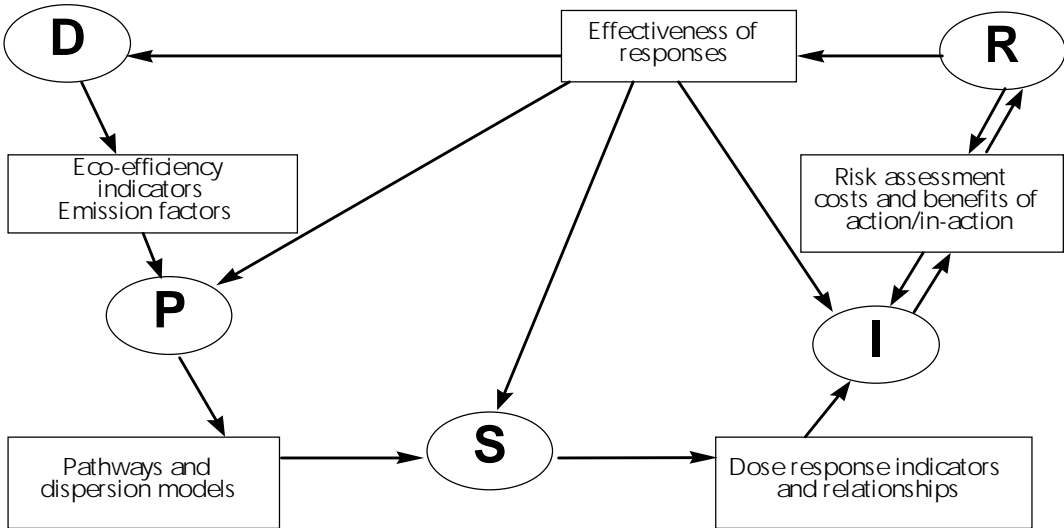 D
Effectiveness of
responses
R
Eco-efficiency
indicators
Emission factors
Risk assessment
costs and benefits of
action/in-action
P
I
S
Pathways and
dispersion models
Dose response indicators
and relationships